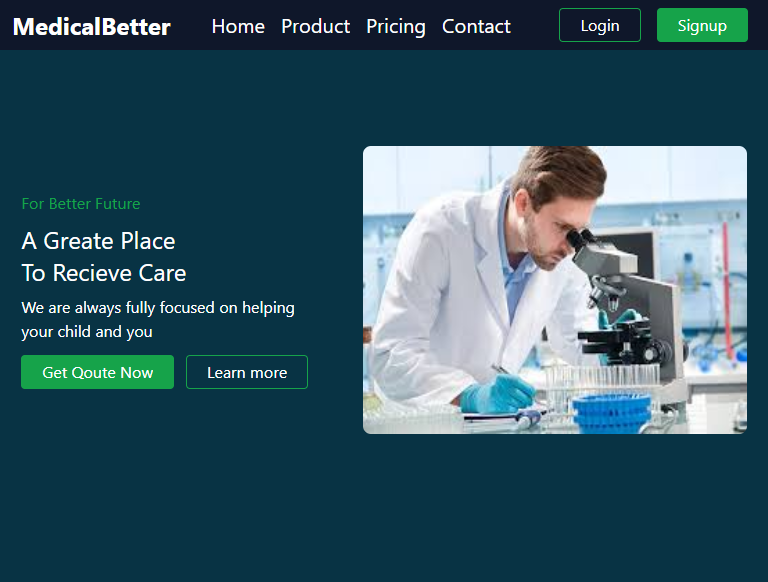 MedicalBetter Home Product Pricing Contact Login Signup
For Better Future
A Greate Place
To Recieve Care
We are always fully focused on helping
your child and you
Get Qoute Now Learn more